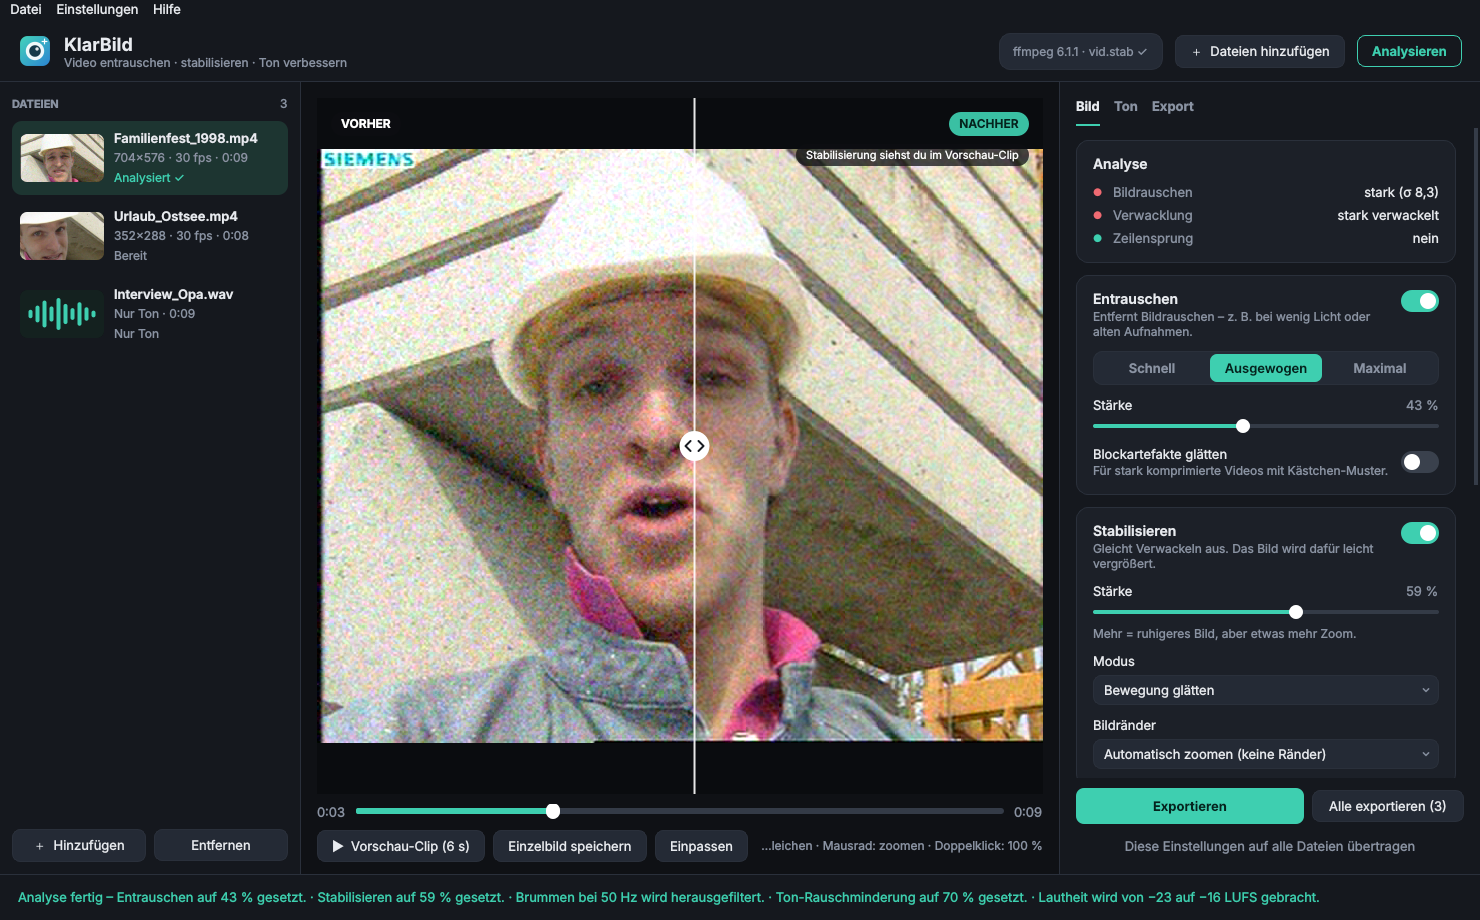 Datei Einstellungen Hilfe
KlarBild
Video entrauschen · stabilisieren · Ton verbessern
ffmpeg 6.1.1 · vid.stab ✓
+ Dateien hinzufügen
Analysieren
DATEIEN 3
Familienfest_1998.mp4
704×576 · 30 fps · 0:09
Analysiert ✓
Urlaub_Ostsee.mp4
352×288 · 30 fps · 0:08
Bereit
Interview_Opa.wav
Nur Ton · 0:09
Nur Ton
+ Hinzufügen
Entfernen
VORHER
NACHHER
SIEMENS
Stabilisierung siehst du im Vorschau-Clip
0:03
0:09
Vorschau-Clip (6 s)
Einzelbild speichern
Einpassen
...leichen · Mausrad: zoomen · Doppelklick: 100 %
Bild Ton Export
Analyse
Bildrauschen stark (σ 8,3)
Verwacklung stark verwackelt
Zeilensprung nein
Entrauschen
Entfernt Bildrauschen – z. B. bei wenig Licht oder
alten Aufnahmen.
Schnell Ausgewogen Maximal
Stärke 43 %
Blockartefakte glätten
Für stark komprimierte Videos mit Kästchen-Muster.
Stabilisieren
Gleicht Verwackeln aus. Das Bild wird dafür leicht
vergrößert.
Stärke 59 %
Mehr = ruhigeres Bild, aber etwas mehr Zoom.
Modus
Bewegung glätten
Bildränder
Automatisch zoomen (keine Ränder)
Exportieren
Alle exportieren (3)
Diese Einstellungen auf alle Dateien übertragen
Analyse fertig – Entrauschen auf 43 % gesetzt. · Stabilisieren auf 59 % gesetzt. · Brummen bei 50 Hz wird herausgefiltert. · Ton-Rauschminderung auf 70 % gesetzt. · Lautheit wird von −23 auf −16 LUFS gebracht.